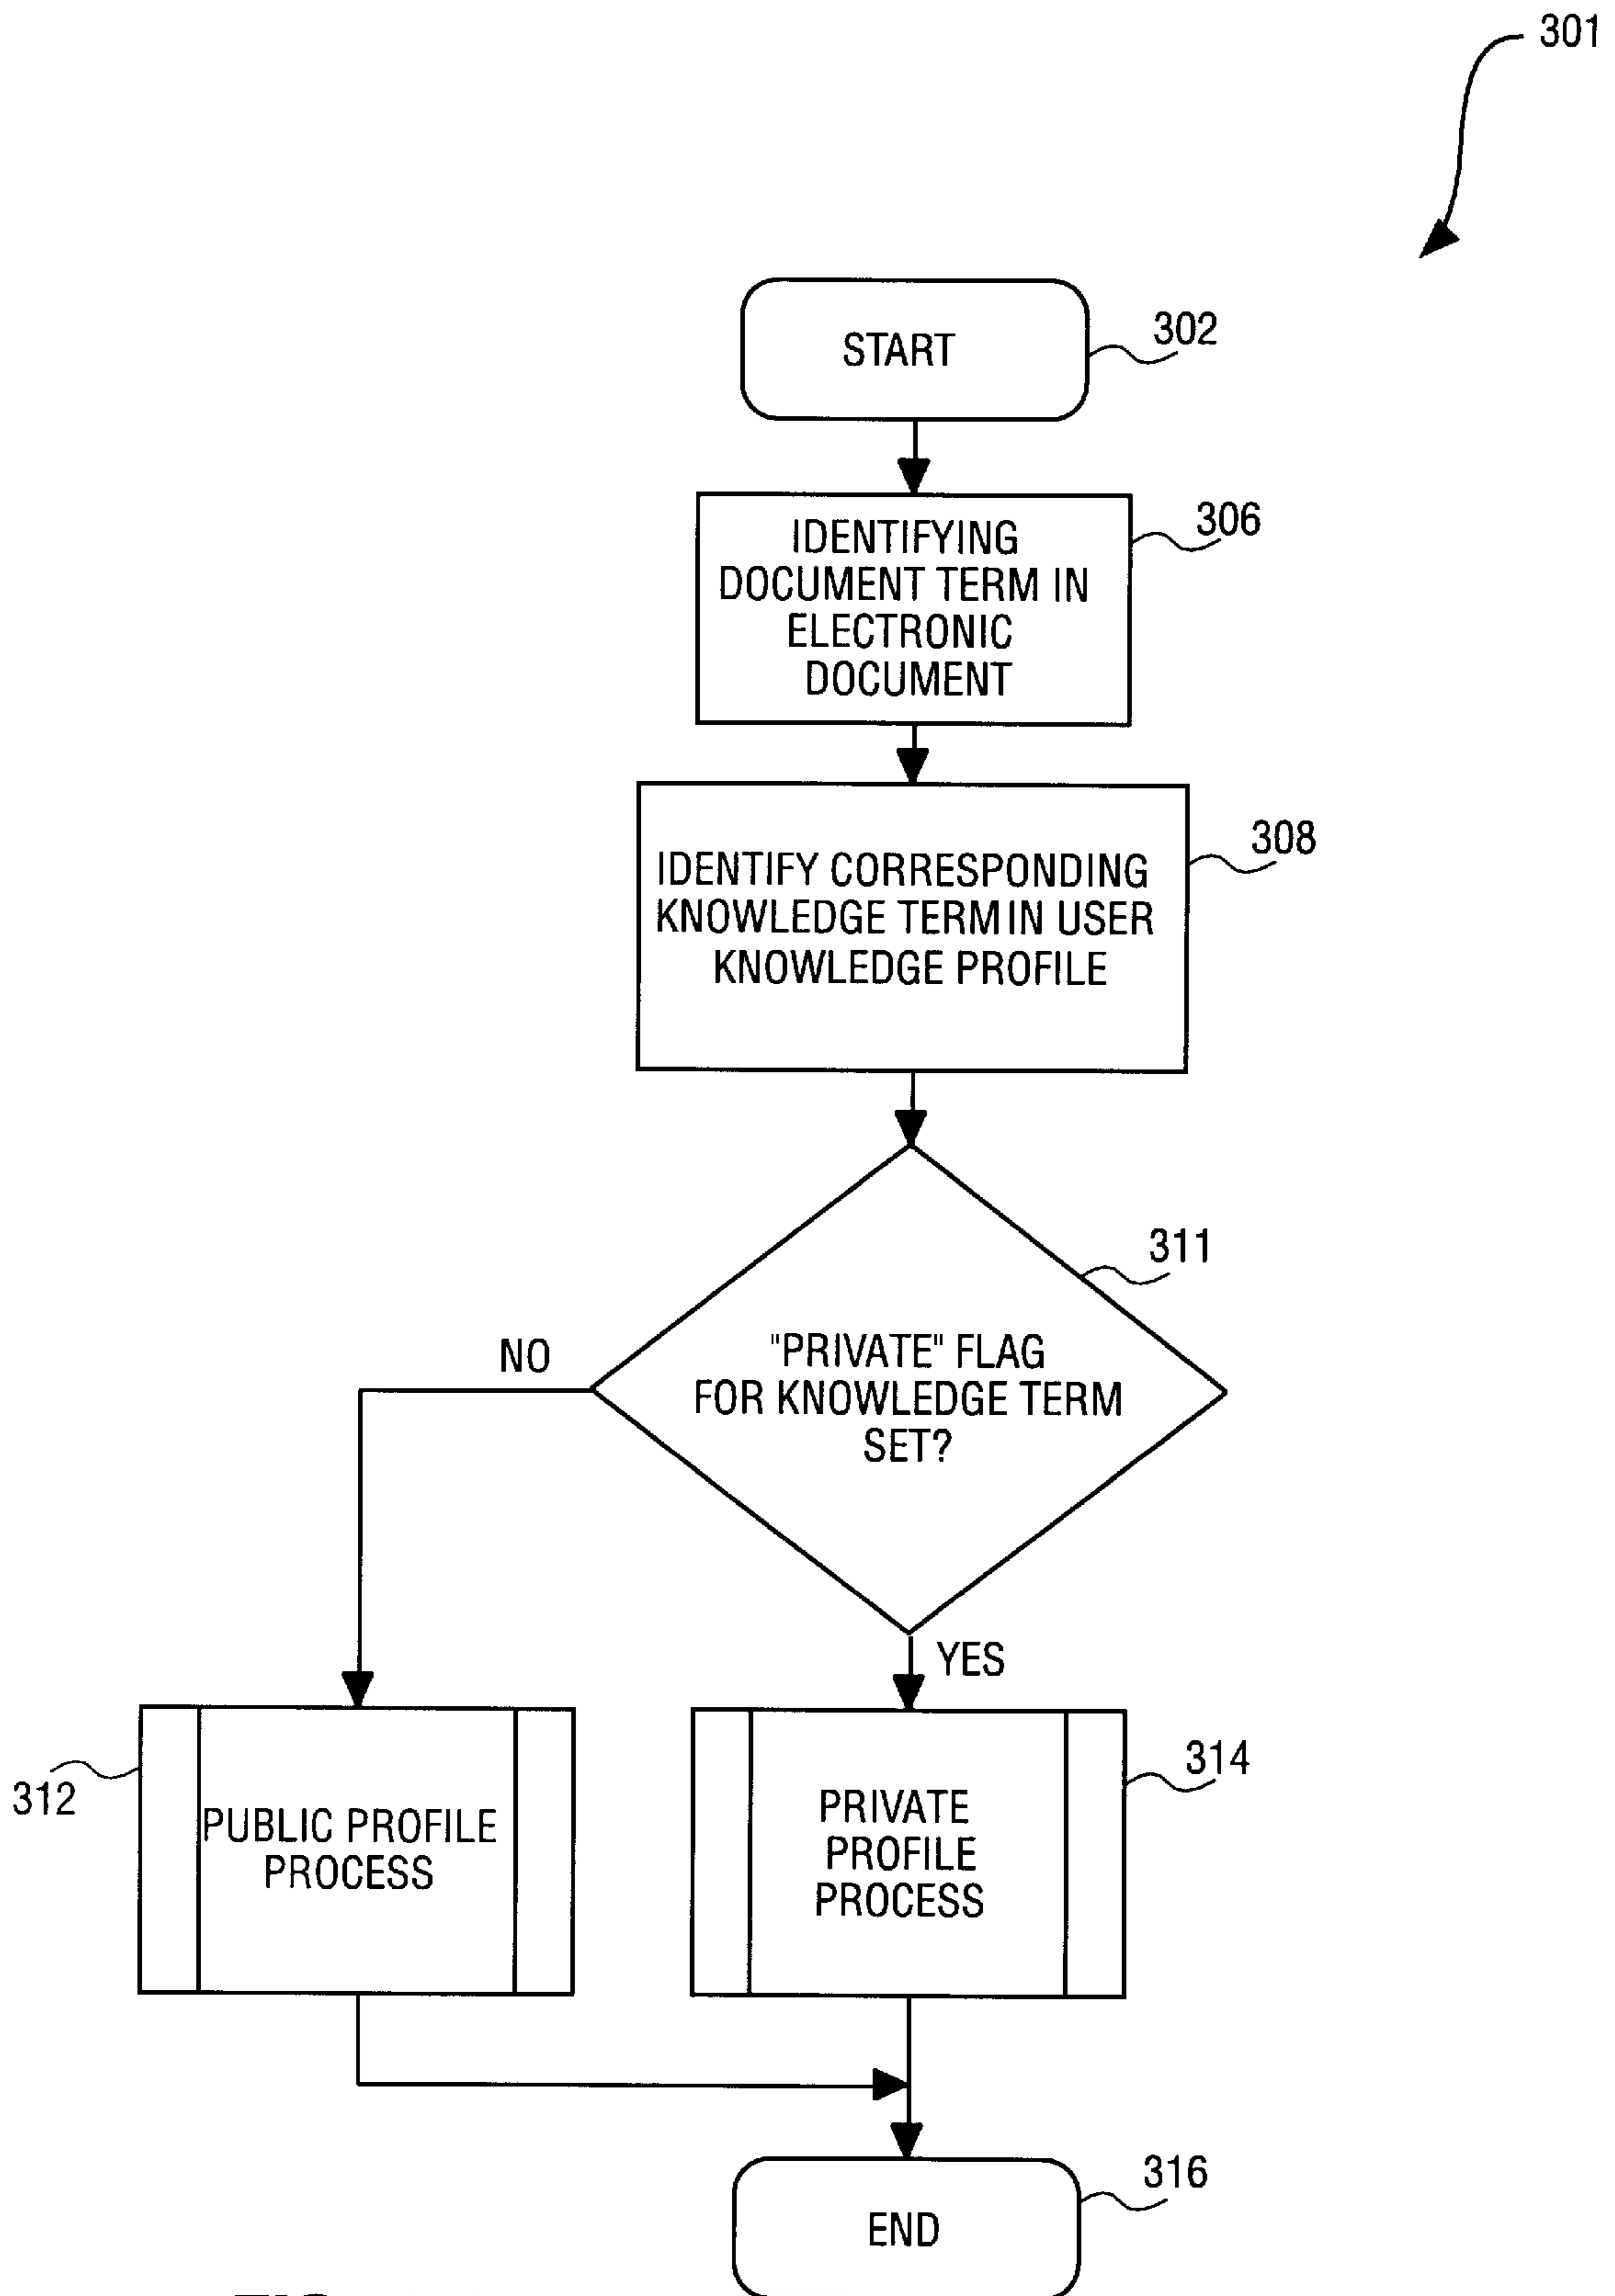 301
START
302
IDENTIFYING
DOCUMENT TERM IN
ELECTRONIC
DOCUMENT
306
IDENTIFY CORRESPONDING
KNOWLEDGE TERM IN USER
KNOWLEDGE PROFILE
308
311
"PRIVATE" FLAG
FOR KNOWLEDGE TERM
SET?
NO
YES
312
PUBLIC PROFILE
PROCESS
314
PRIVATE
PROFILE
PROCESS
316
END